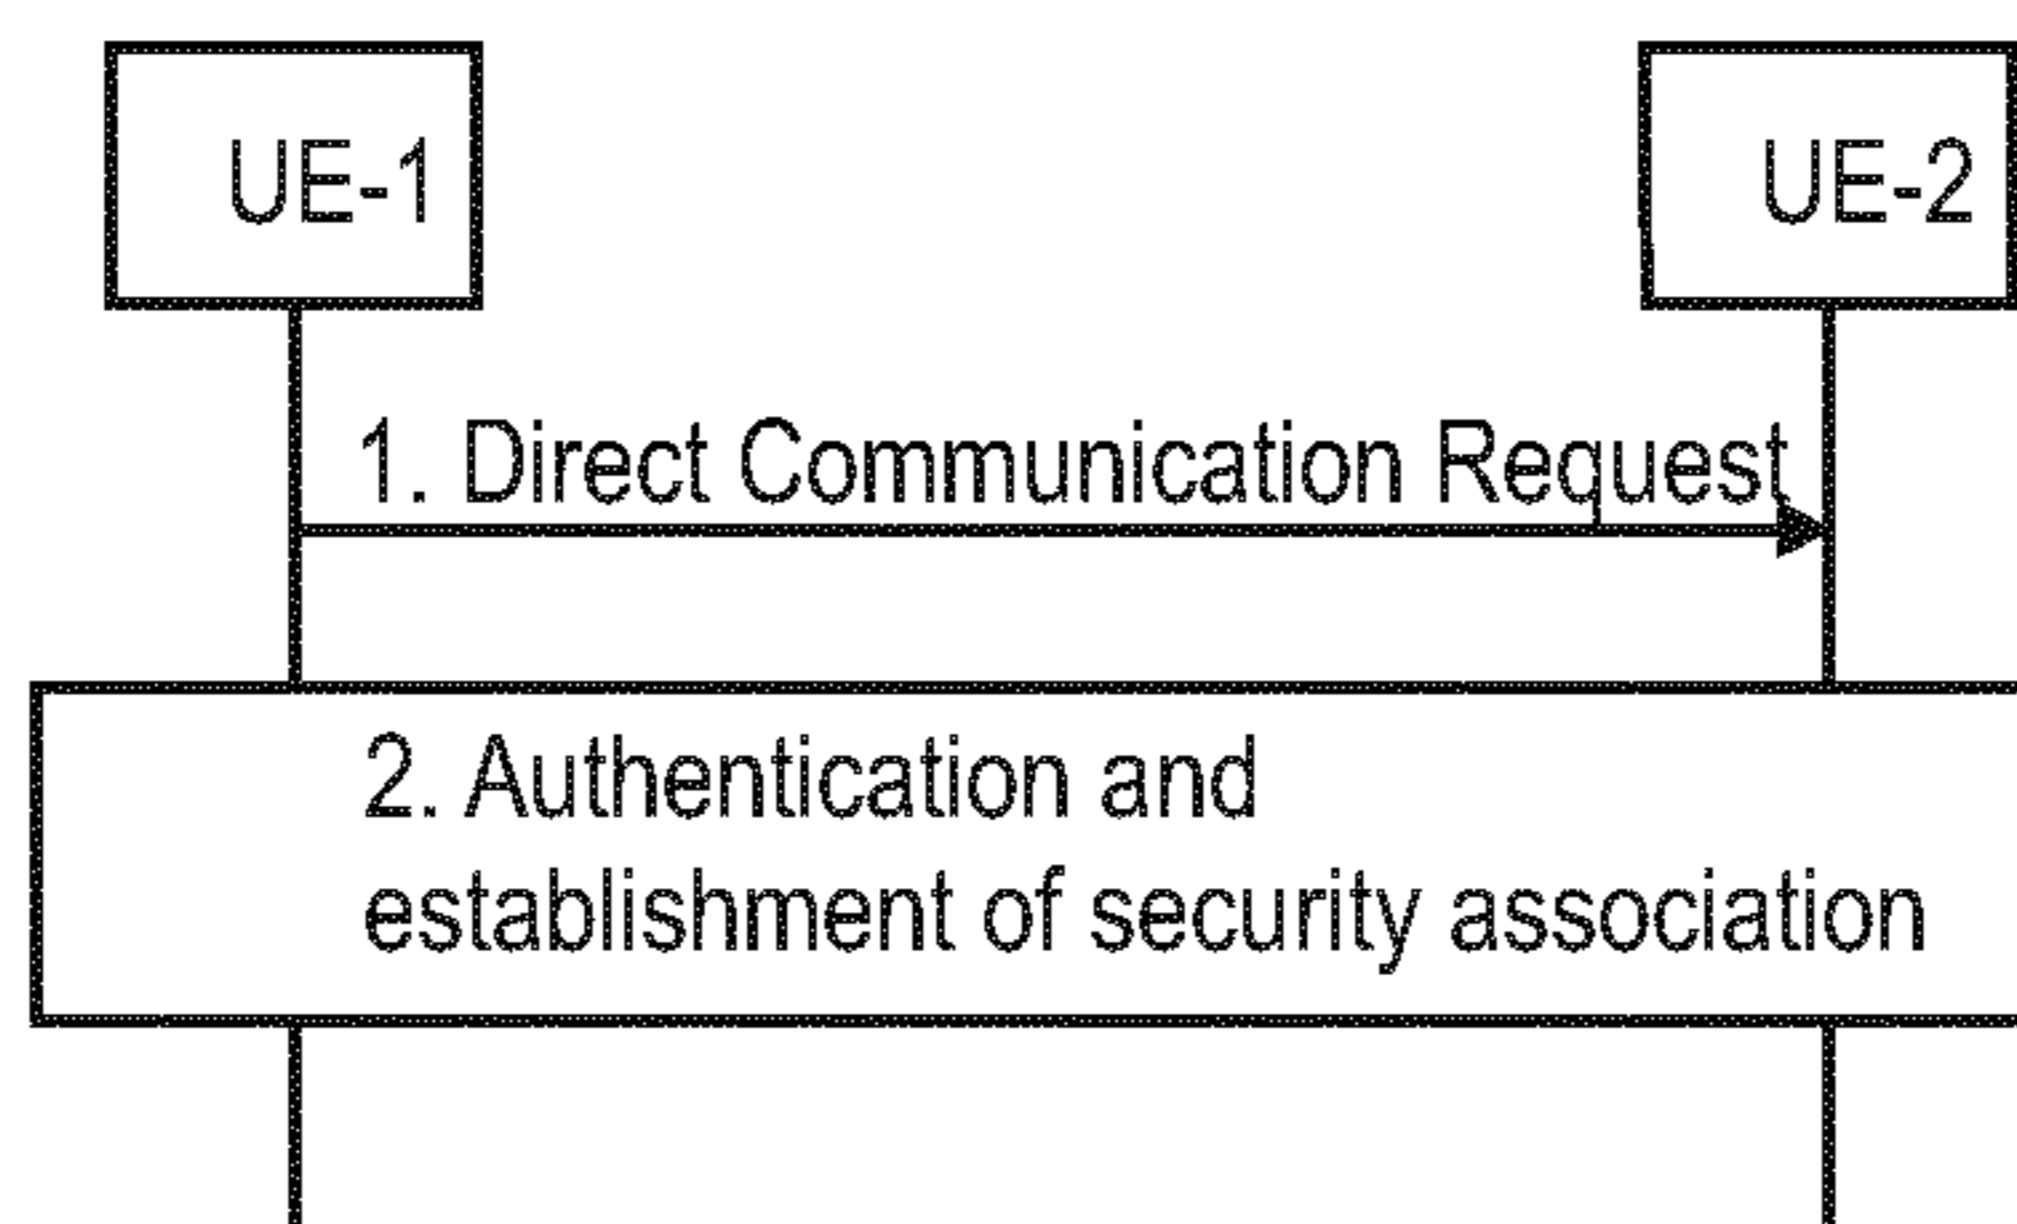 UE-1
UE-2
1. Direct Communication Request
2. Authentication and
establishment of security association